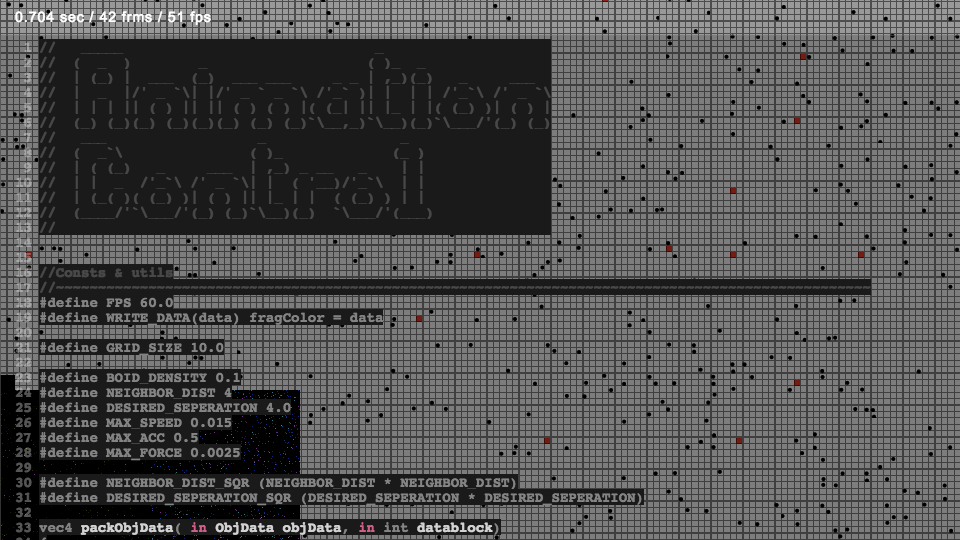 0.704 sec / 42 frms / 51 fps
1 //
2 //
3 //
4 // Animation
5 //
6 //
7 //
8 //
9 //
10 // Control
11 //
12 //
13 //
14
15
16 //Consts & utils
17 //
18 #define FPS 60.0
19 #define WRITE_DATA(data) fragColor = data
20
21 #define GRID_SIZE 10.0
22
23 #define BOID_DENSITY 0.1
24 #define NEIGHBOR_DIST 4
25 #define DESIRED_SEPERATION 4.0
26 #define MAX_SPEED 0.015
27 #define MAX_ACC 0.5
28 #define MAX_FORCE 0.0025
29
30 #define NEIGHBOR_DIST_SQR (NEIGHBOR_DIST * NEIGHBOR_DIST)
31 #define DESIRED_SEPERATION_SQR (DESIRED_SEPERATION * DESIRED_SEPERATION)
32
33 vec4 packObjData( in ObjData objData, in int datablock)